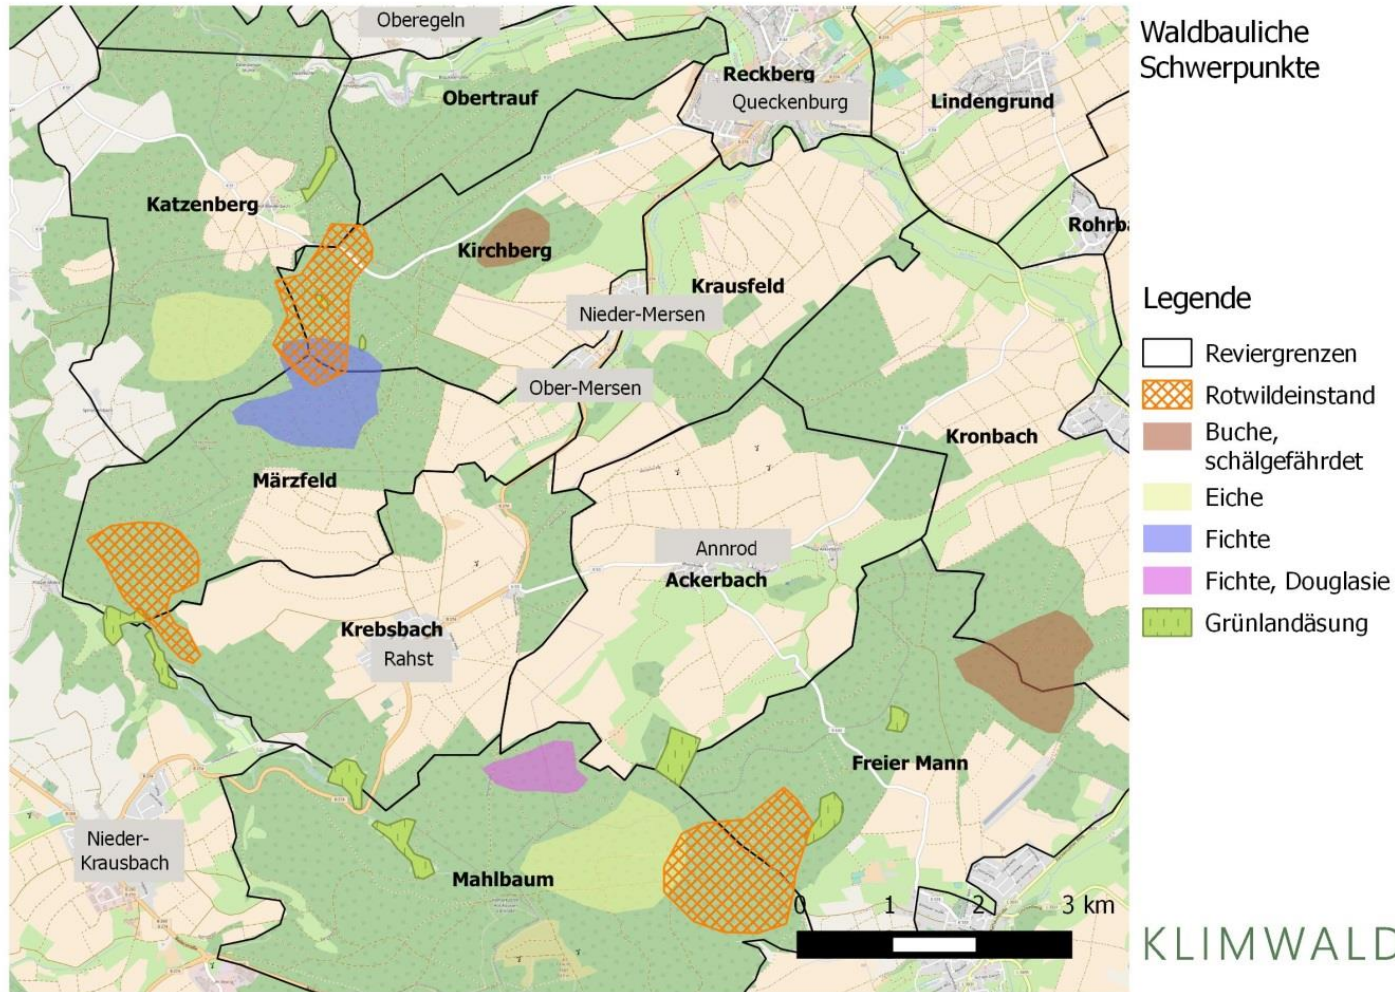 Waldbauliche
Schwerpunkte
Oberegeln
Reckberg
Queckenburg
Obertrauf
Lindengrund
Katzenberg
Rohrba
Kirchberg
Krausfeld
Nieder-Mersen
Ober-Mersen
Kronbach
Märzfeld
Annrod
Ackerbach
Krebsbach
Rahst
Freier Mann
Nieder-
Krausbach
Mahlbaum
0 1 2 3 km
Legende
Reviergrenzen
Rotwildeinstand
Buche,
schälgefährdet
Eiche
Fichte
Fichte, Douglasie
Grünlandäsung
KLIMWALD